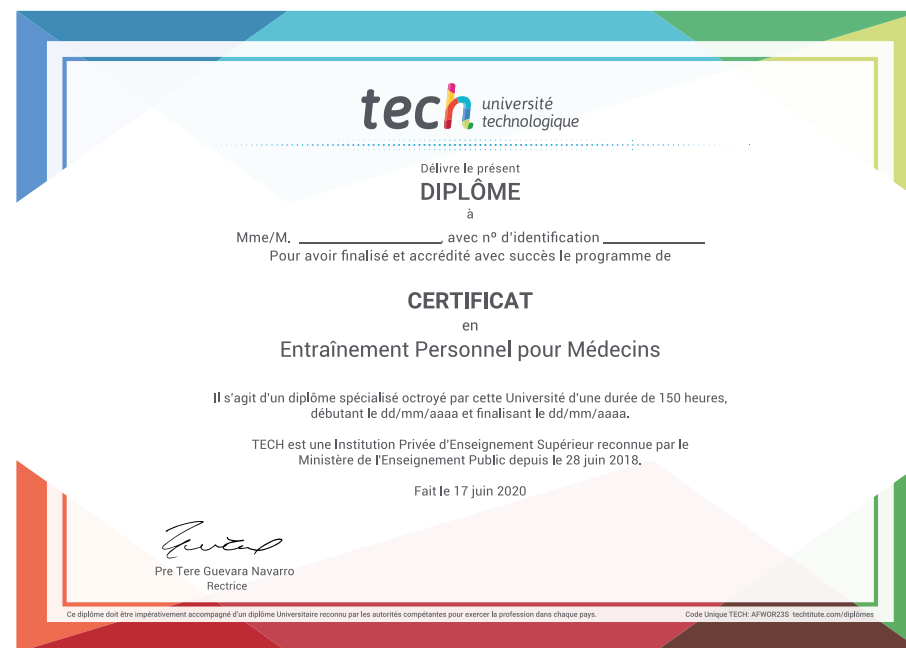 tech université
technologique
Délivre le présent
DIPLÔME
à
Mme/M. ____________________, avec nº d'identification ______________
Pour avoir finalisé et accrédité avec succès le programme de
CERTIFICAT
en
Entraînement Personnel pour Médecins
Il s'agit d'un diplôme spécialisé octroyé par cette Université d'une durée de 150 heures,
débutant le dd/mm/aaaa et finalisant le dd/mm/aaaa.
TECH est une Institution Privée d'Enseignement Supérieur reconnue par le
Ministère de l'Enseignement Public depuis le 28 juin 2018.
Fait le 17 juin 2020
Pre Tere Guevara Navarro
Rectrice
Ce diplôme doit être impérativement accompagné d'un diplôme Universitaire reconnu par les autorités compétentes pour exercer la profession dans chaque pays.
Code Unique TECH: AFWOR23S techtitute.com/diplômes